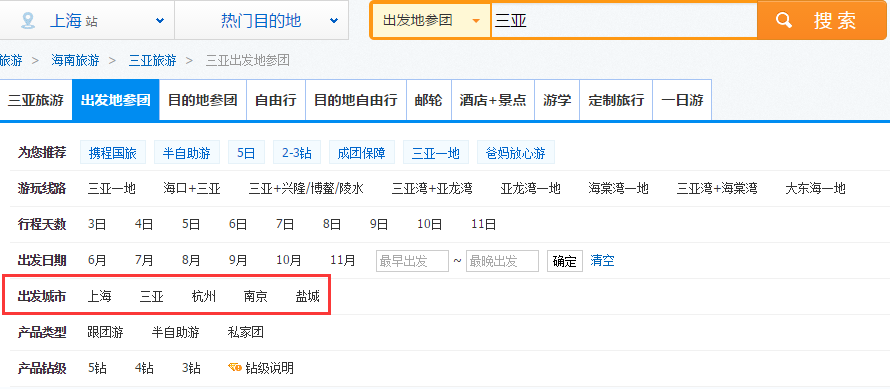 上海 站 热门目的地 出发地参团 三亚 搜索
旅游 > 海南旅游 > 三亚旅游 > 三亚出发地参团
三亚旅游 出发地参团 目的地参团 自由行 目的地自由行 邮轮 酒店+景点 游学 定制旅行 一日游
为您推荐 携程国旅 半自助游 5日 2-3钻 成团保障 三亚一地 爸妈放心游
游玩线路 三亚一地 海口+三亚 三亚+兴隆/博鳌/陵水 三亚湾+亚龙湾 亚龙湾一地 海棠湾一地 三亚湾+海棠湾 大东海一地
行程天数 3日 4日 5日 6日 7日 8日 9日 10日 11日
出发日期 6月 7月 8月 9月 10月 11月 最早出发 ~ 最晚出发 确定 清空
出发城市 上海 三亚 杭州 南京 盐城
产品类型 跟团游 半自助游 私家团
产品钻级 5钻 4钻 3钻 钻级说明